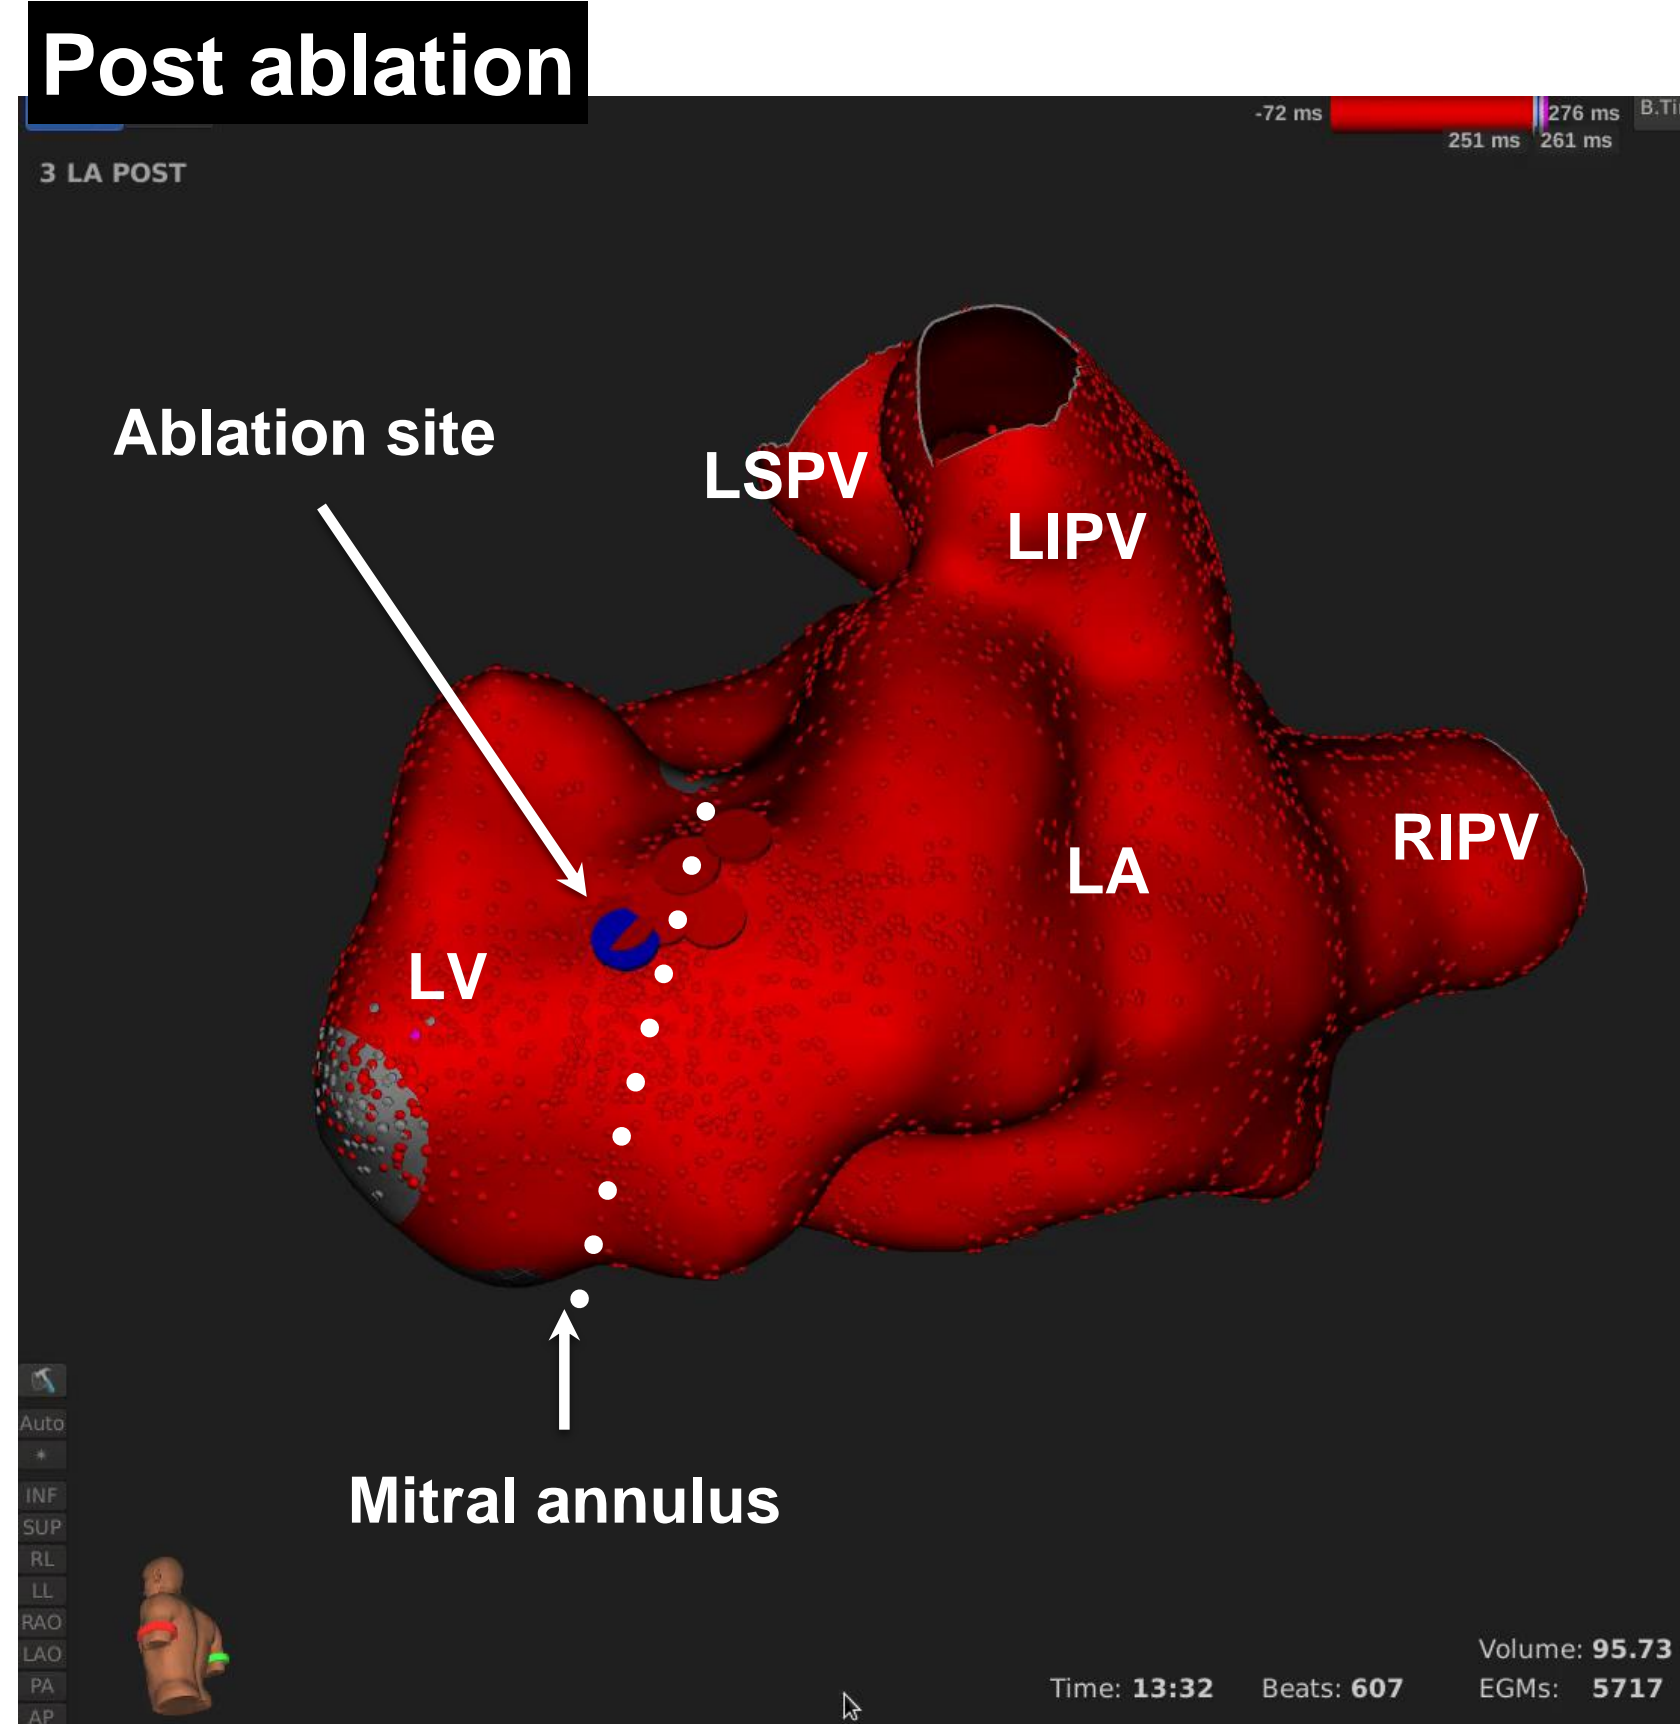 Post ablation
-72 ms
276 ms
B.Ti
251 ms
261 ms
3 LA POST
Ablation site
LSPV
LIPV
RIPV
LA
LV
Mitral annulus
Auto
*
INF
SUP
RL
LL
RAO
LAO
PA
AP
Volume: 95.73
Time: 13:32
Beats: 607
EGMs: 5717